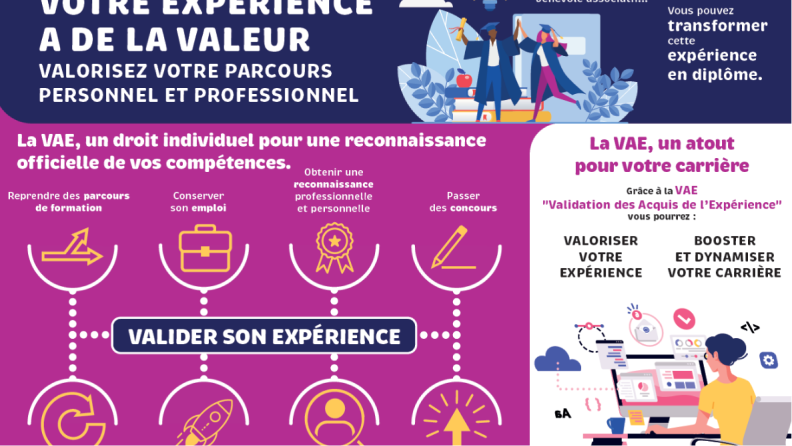 VOTRE EXPÉRIENCE
A DE LA VALEUR
VALORISEZ VOTRE PARCOURS
PERSONNEL ET PROFESSIONNEL
Vous pouvez
transformer
cette
expérience
en diplôme.
La VAE, un droit individuel pour une reconnaissance
officielle de vos compétences.
Reprendre des parcours
de formation
Conserver
son emploi
Obtenir une
reconnaissance
professionnelle
et personnelle
Passer
des concours
VALIDER SON EXPÉRIENCE
La VAE, un atout
pour votre carrière
Grâce à la VAE
"Validation des Acquis de l'Expérience"
vous pourrez :
VALORISER
VOTRE
EXPÉRIENCE
BOOSTER
ET DYNAMISER
VOTRE CARRIÈRE